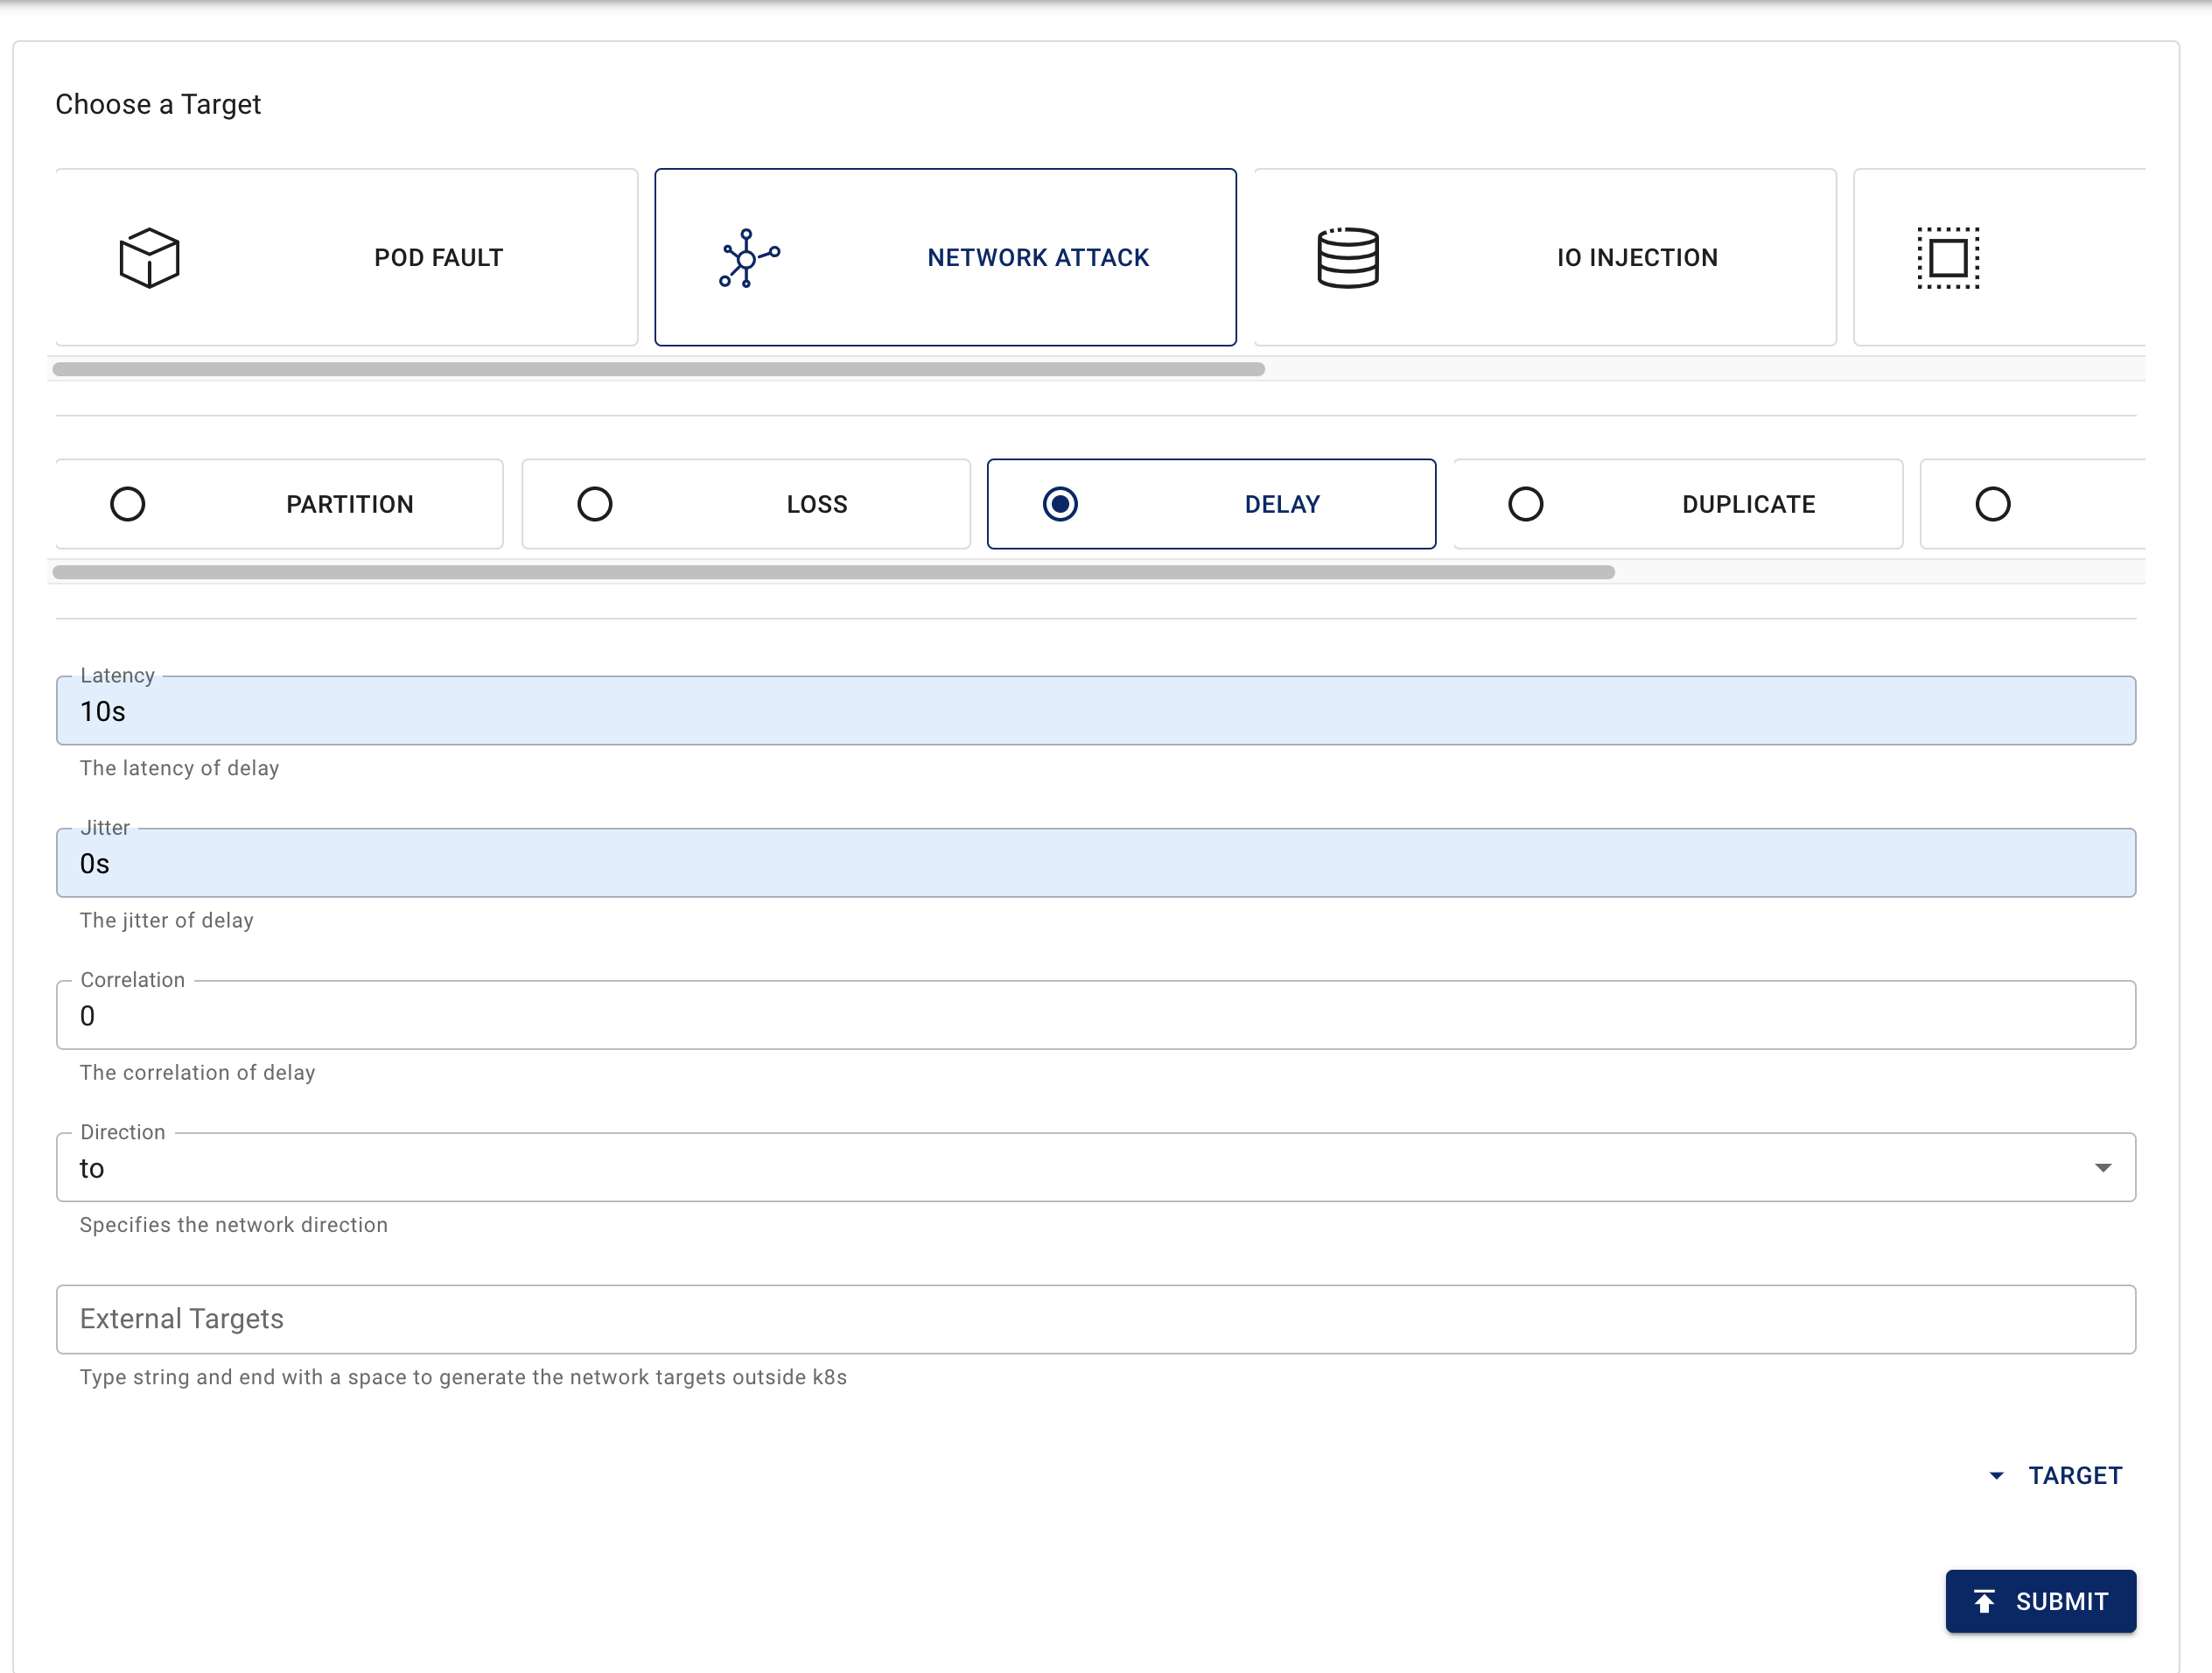 Choose a Target
POD FAULT
NETWORK ATTACK
IO INJECTION
PARTITION
LOSS
DELAY
DUPLICATE
Latency
10s
The latency of delay
Jitter
0s
The jitter of delay
Correlation
0
The correlation of delay
Direction
to
Specifies the network direction
External Targets
Type string and end with a space to generate the network targets outside k8s
TARGET
SUBMIT